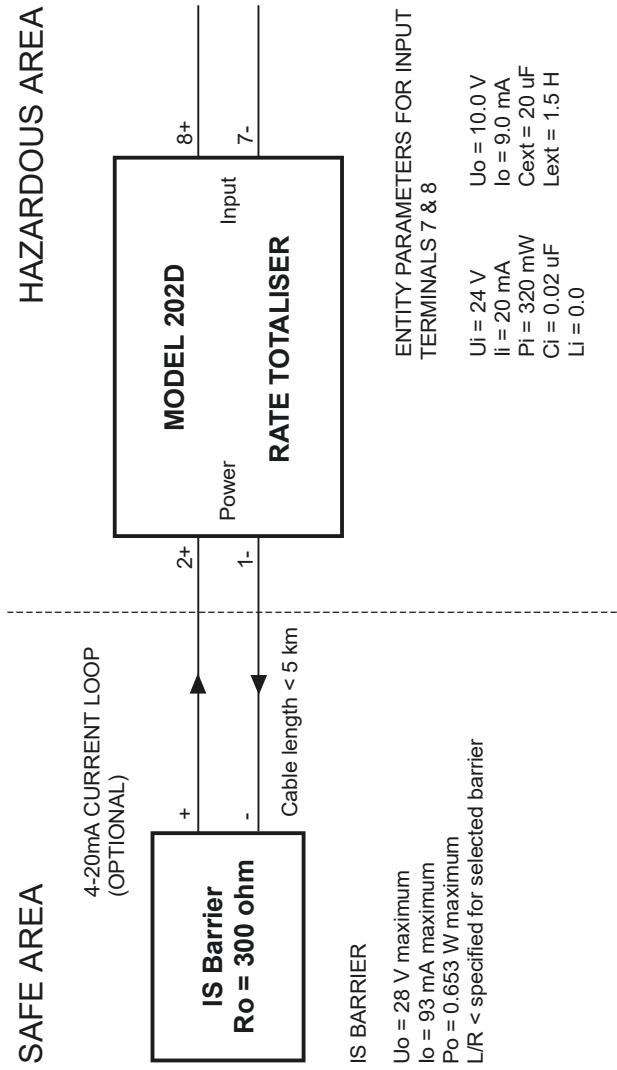 SAFE AREA
HAZARDOUS AREA
4-20mA CURRENT LOOP
(OPTIONAL)
IS Barrier
Ro = 300 ohm
+
-
Cable length < 5 km
2+
1-
Power
MODEL 202D
RATE TOTALISER
Input
8+
7-
IS BARRIER
Uo = 28 V maximum
Io = 93 mA maximum
Po = 0.653 W maximum
L/R < specified for selected barrier
ENTITY PARAMETERS FOR INPUT
TERMINALS 7 & 8
Ui = 24 V
Ii = 20 mA
Pi = 320 mW
Ci = 0.02 uF
Li = 0.0
Uo = 10.0 V
Io = 9.0 mA
Cext = 20 uF
Lext = 1.5 H